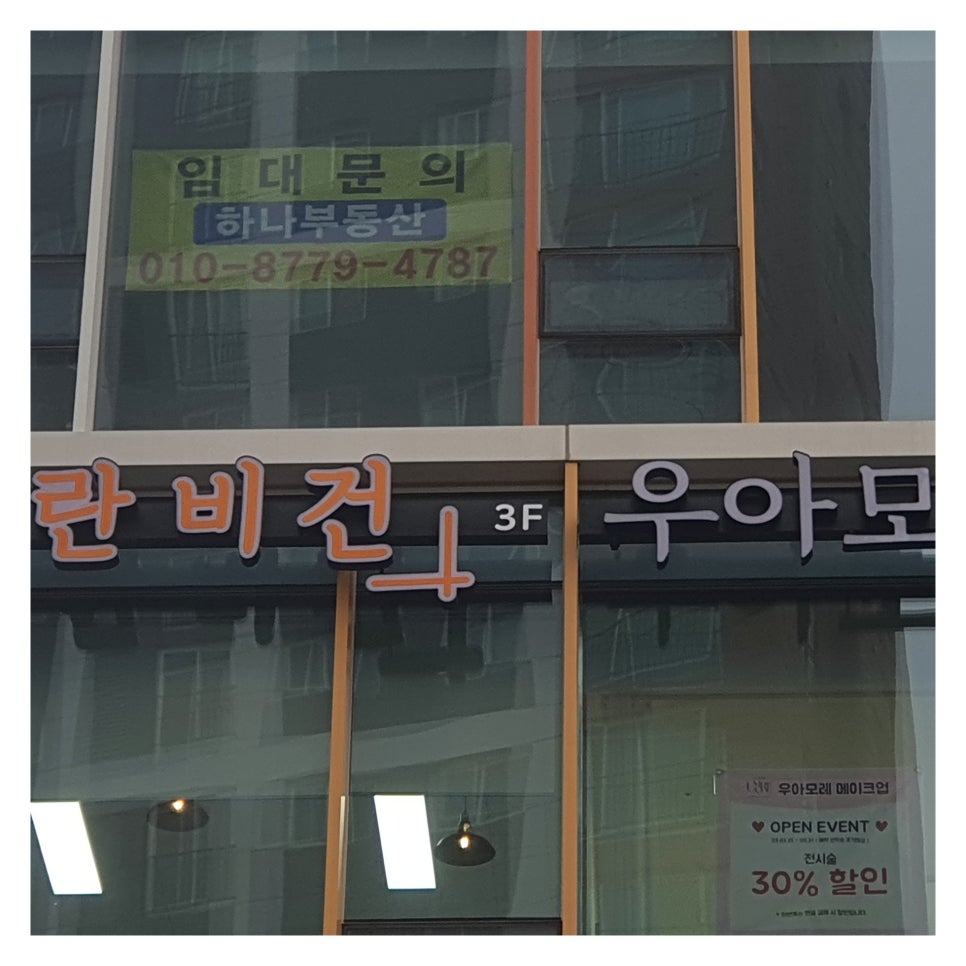 임대문의
하나부동산
010-8779-4787
란비건
3F
우아모
우아모레 메이크업
♥ OPEN EVENT ♥
전시술
30% 할인